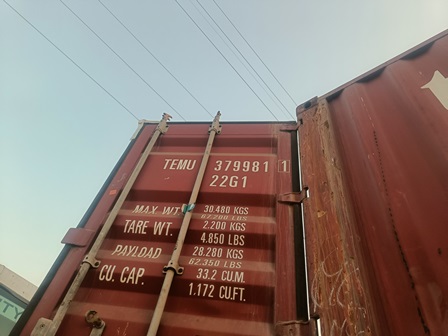 TEMU 379981 1
22G1
MAX. WT. 30.480 KGS
67.200 LBS
TARE WT. 2.200 KGS
4.850 LBS
PAYLOAD 28.280 KGS
62.350 LBS
CU. CAP. 33.2 CU.M.
1.172 CU.FT.
TY